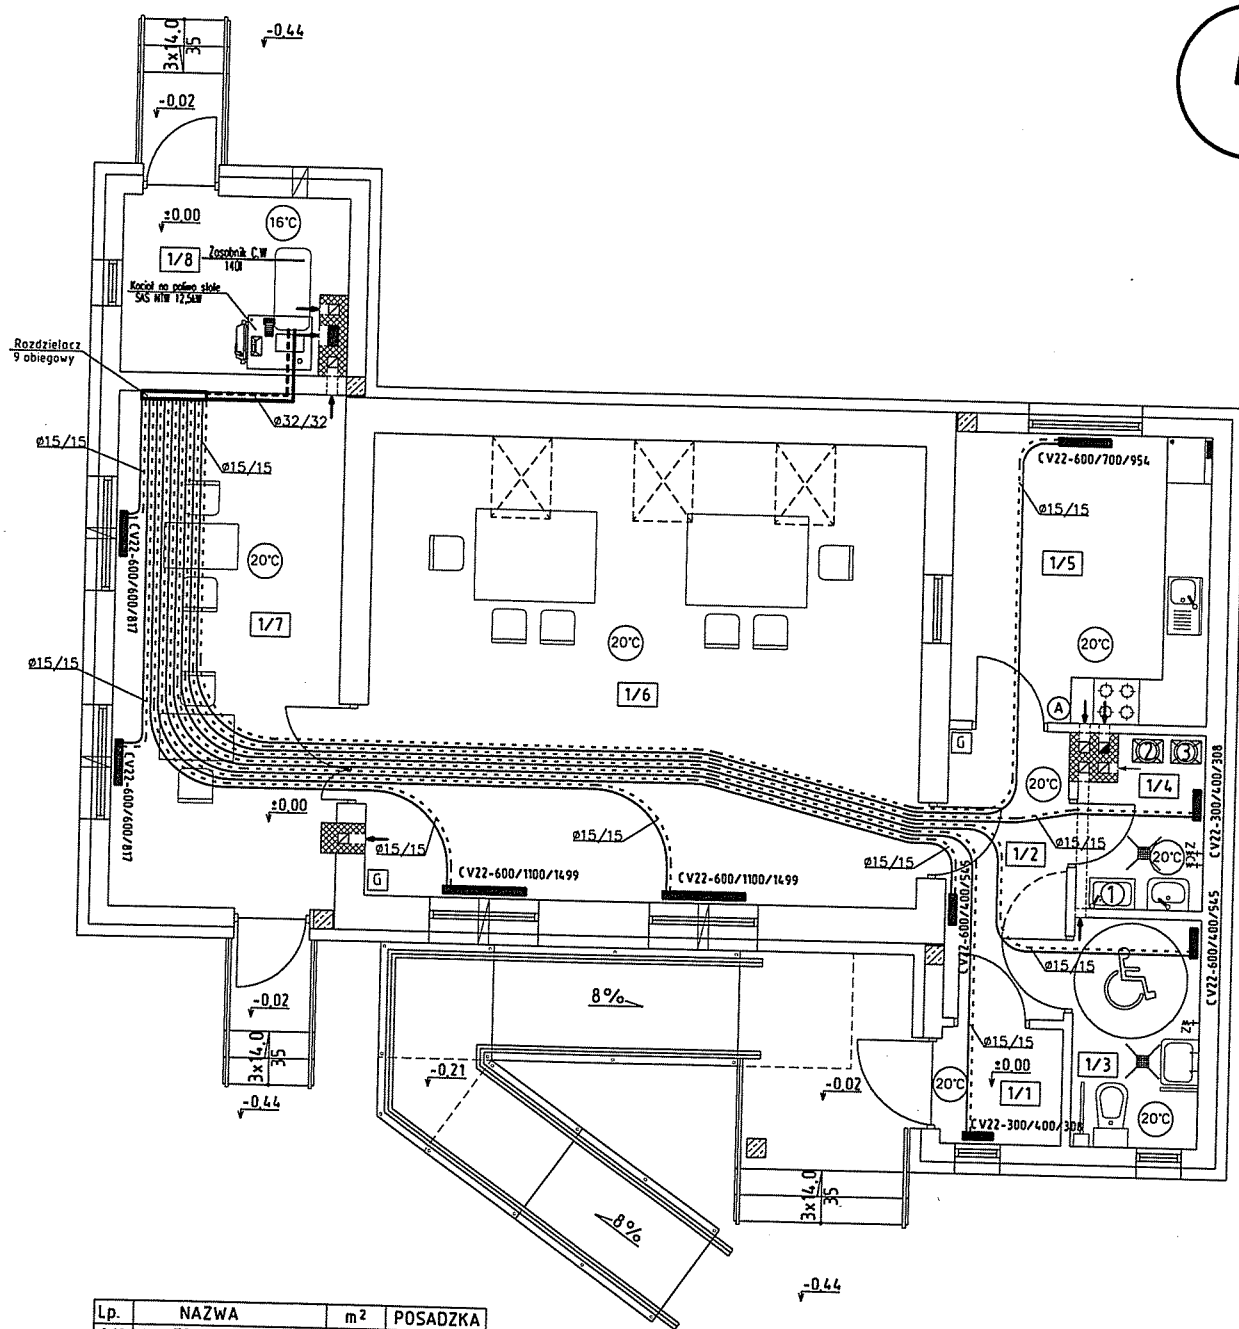 3x14.0
35
-0,44
-0,02
±0,00
16°C
1/8
Zasobnik C.W
140l
Kocioł na paliwo stałe
SAS NTW 12,5kW
Rozdzielacz
9 obiegowy
ø32/32
ø15/15
ø15/15
CV22-600/700/954
ø15/15
CV22-600/600/817
20°C
1/5
1/7
20°C
20°C
ø15/15
1/6
A
G
2
3
20°C
1/4
CV22-300/400/308
CV22-600/600/817
±0,00
ø15/15
ø15/15
ø15/15
ø15/15
1/2
20°C
G
CV22-600/1100/1499
CV22-600/1100/1499
CV22-600/400/545
1
CV22-600/400/545
ø15/15
8%
-0,02
3x14.0
35
-0,44
-0,21
-0,02
ø15/15
±0,00
20°C
1/1
1/3
CV22-300/400/308
20°C
8%
3x14.0
35
-0,44
Lp. NAZWA m² POSADZKA